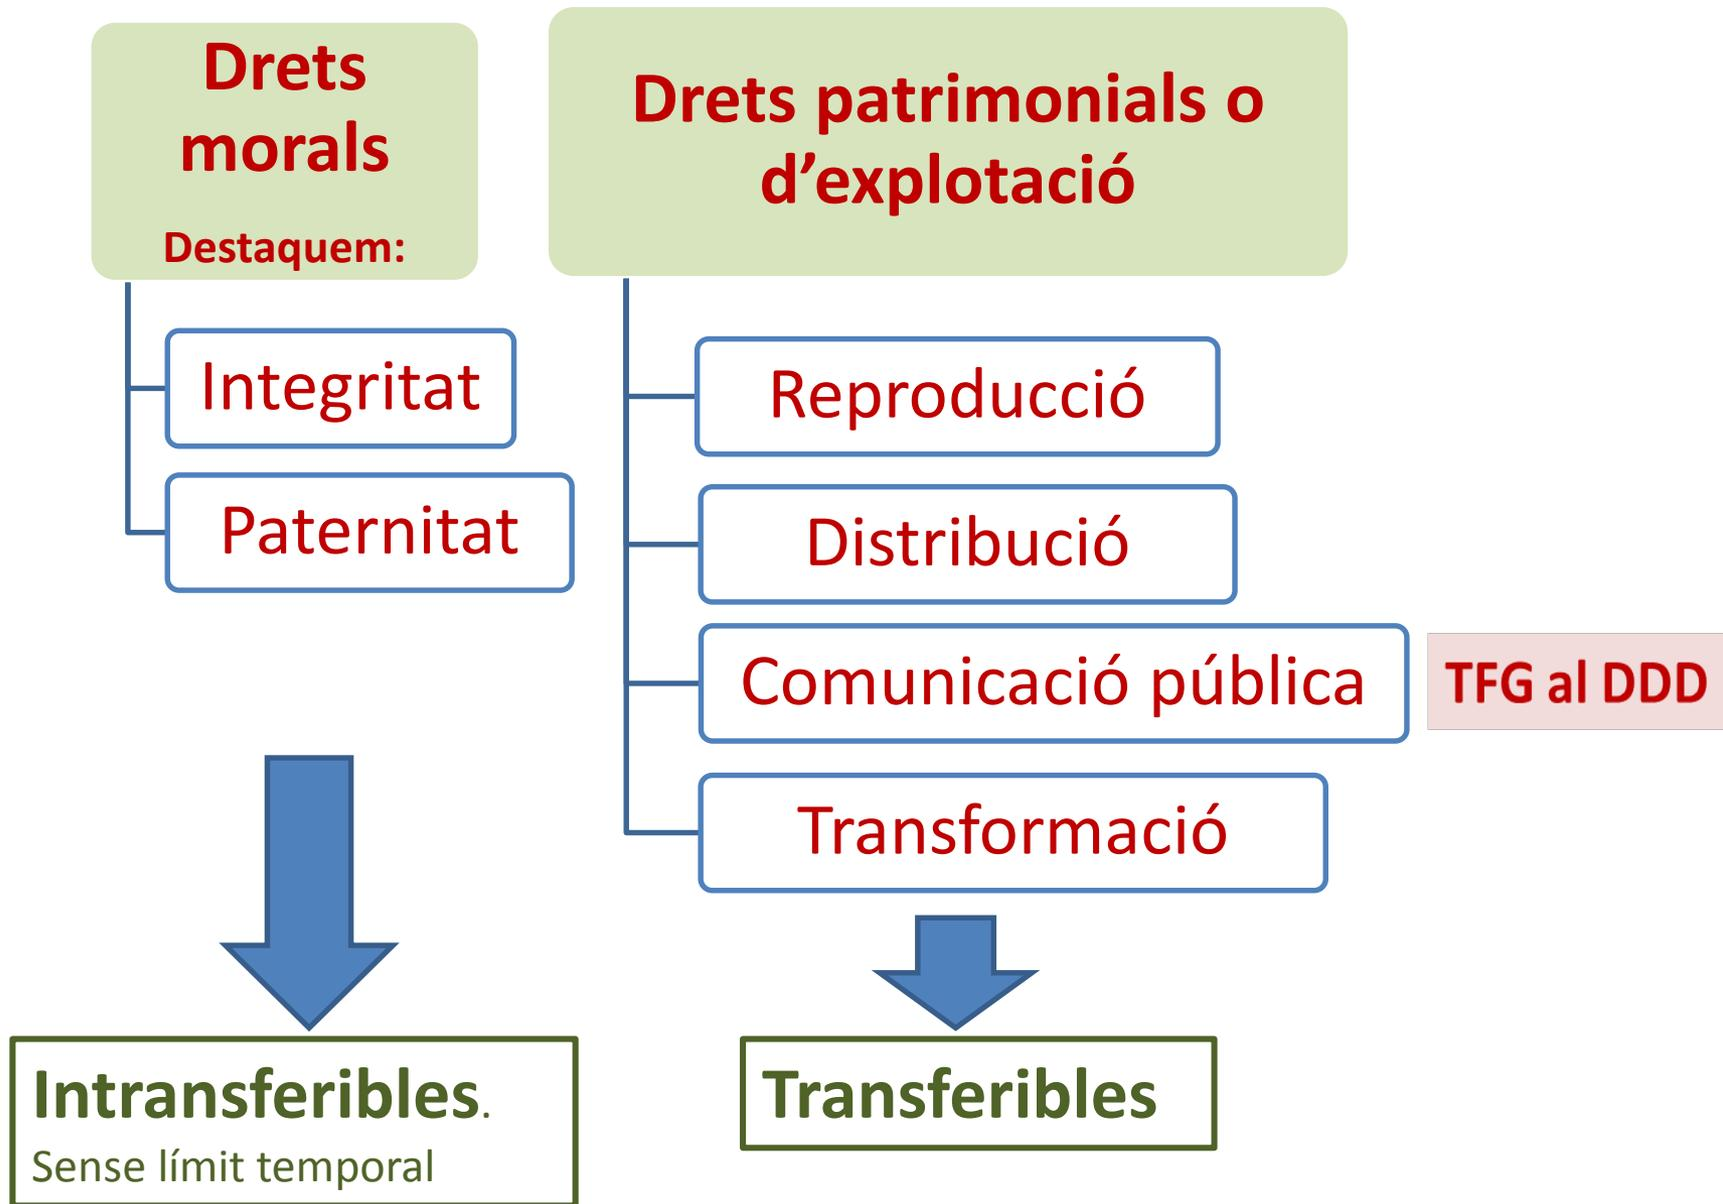 Drets
morals
Destaquem:
Integritat
Paternitat
Intransferibles.
Sense límit temporal
Drets patrimonials o
d’explotació
Reproducció
Distribució
Comunicació pública
TFG al DDD
Transformació
Transferibles